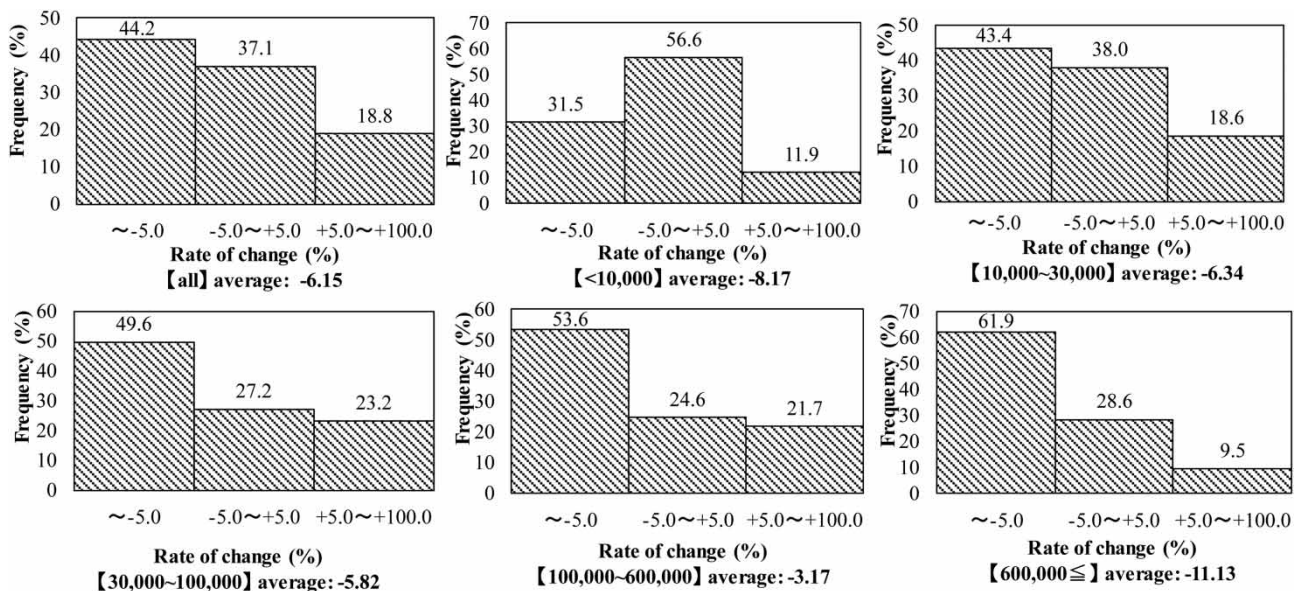 Frequency (%)
50
40
30
20
10
0
44.2
37.1
18.8
～-5.0 -5.0～+5.0 +5.0～+100.0
Rate of change (%)
【all】average: -6.15
Frequency (%)
70
60
50
40
30
20
10
0
31.5
56.6
11.9
～-5.0 -5.0～+5.0 +5.0～+100.0
Rate of change (%)
【<10,000】average: -8.17
Frequency (%)
50
40
30
20
10
0
43.4
38.0
18.6
～-5.0 -5.0～+5.0 +5.0～+100.0
Rate of change (%)
【10,000~30,000】average: -6.34
Frequency (%)
60
50
40
30
20
10
0
49.6
27.2
23.2
～-5.0 -5.0～+5.0 +5.0～+100.0
Rate of change (%)
【30,000~100,000】average: -5.82
Frequency (%)
60
50
40
30
20
10
0
53.6
24.6
21.7
～-5.0 -5.0～+5.0 +5.0～+100.0
Rate of change (%)
【100,000~600,000】average: -3.17
Frequency (%)
70
60
50
40
30
20
10
0
61.9
28.6
9.5
～-5.0 -5.0～+5.0 +5.0～+100.0
Rate of change (%)
【600,000≦】average: -11.13